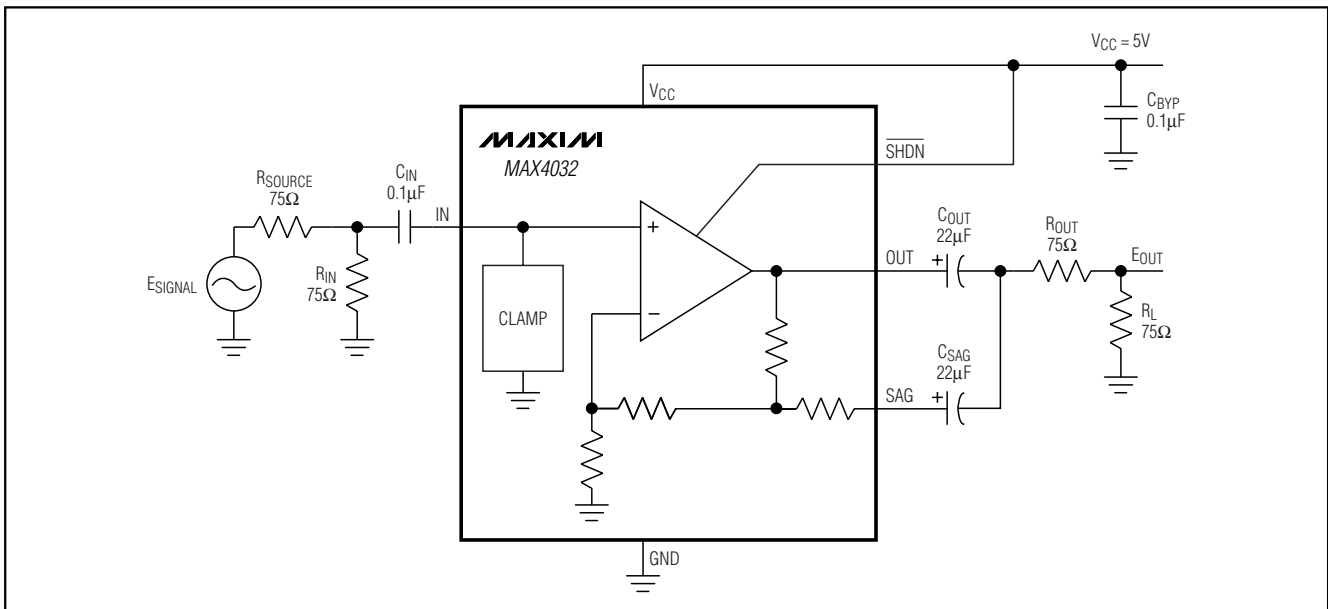 VCC = 5V
VCC
CBYP
0.1µF
MAXIM
MAX4032
SHDN
RSOURCE
75Ω
CIN
0.1µF
IN
COUT
22µF
ROUT
75Ω
OUT
+
+
EOUT
RIN
75Ω
ESIGNAL
CLAMP
−
RL
75Ω
CSAG
22µF
SAG
+
GND